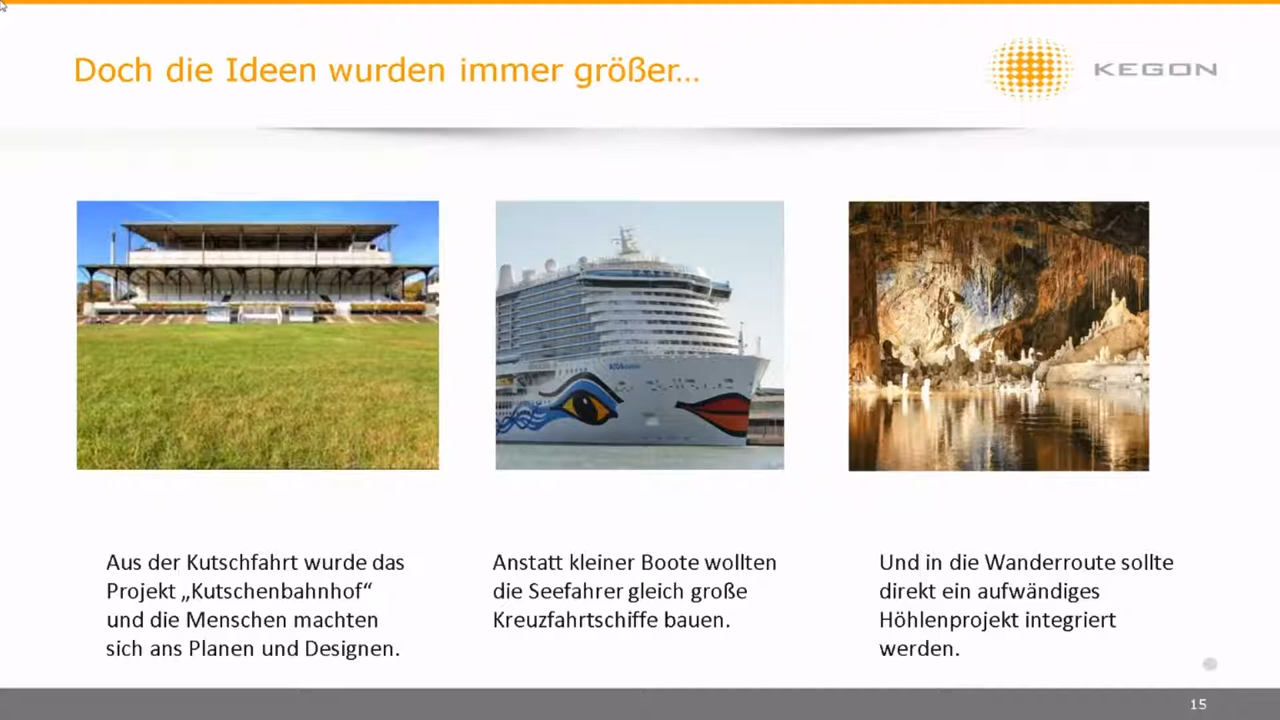 Doch die Ideen wurden immer größer...
KEGON
Aus der Kutschfahrt wurde das
Projekt „Kutschenbahnhof“
und die Menschen machten
sich ans Planen und Designen.
Anstatt kleiner Boote wollten
die Seefahrer gleich große
Kreuzfahrtschiffe bauen.
Und in die Wanderroute sollte
direkt ein aufwändiges
Höhlenprojekt integriert
werden.
15